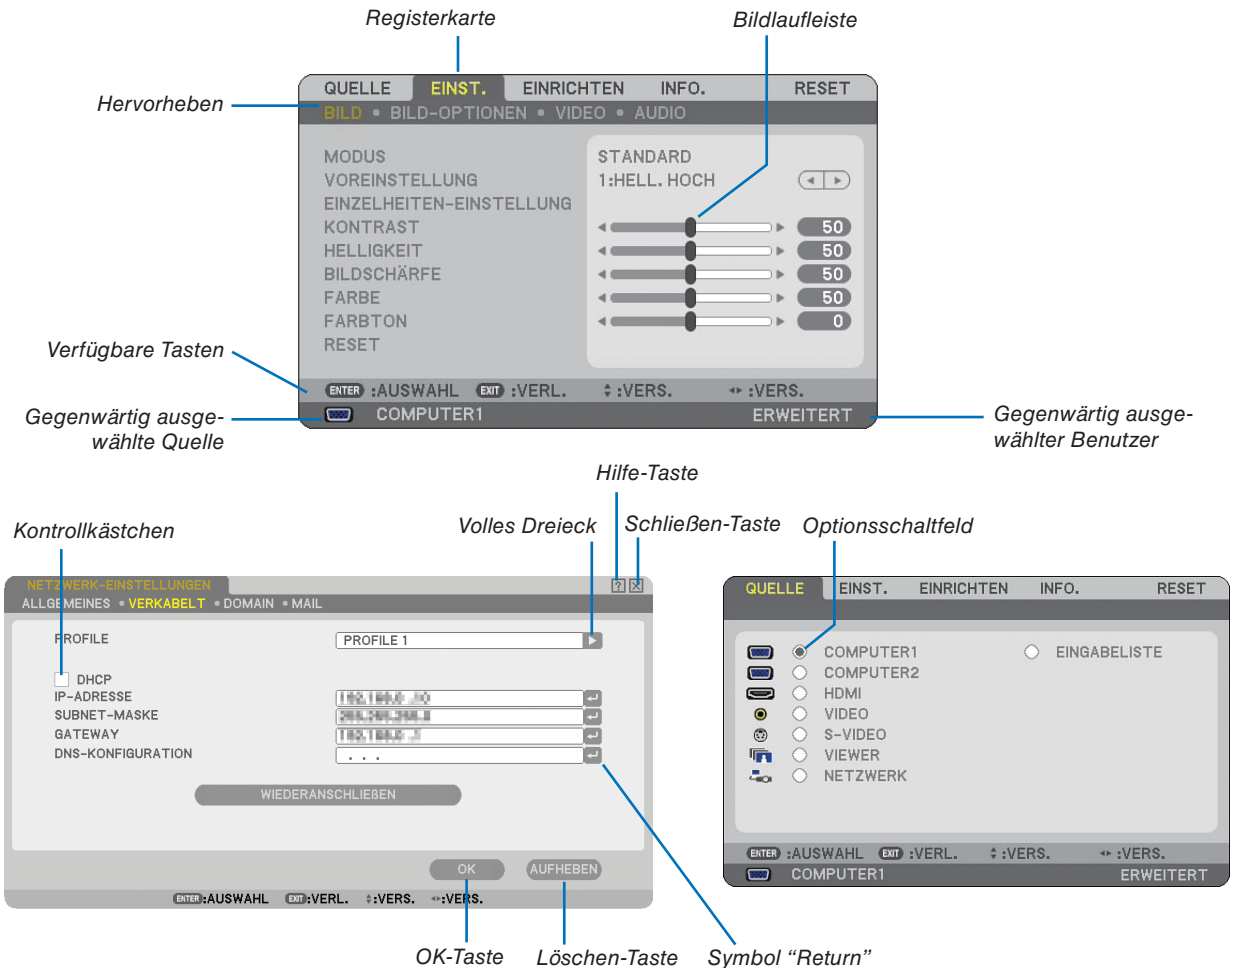 Registerkarte
Bildlaufleiste
Hervorheben
QUELLE EINST. EINRICHTEN INFO. RESET
BILD • BILD-OPTIONEN • VIDEO • AUDIO
MODUS STANDARD
VOREINSTELLUNG 1:HELL. HOCH
EINZELHEITEN-EINSTELLUNG
KONTRAST 50
HELLIGKEIT 50
BILDSCHÄRFE 50
FARBE 50
FARBTON 0
RESET
Verfügbare Tasten
ENTER :AUSWAHL EXIT :VERL. :VERS. :VERS.
COMPUTER1 ERWEITERT
Gegenwärtig ausge-
wählte Quelle
Gegenwärtig ausge-
wählter Benutzer
Hilfe-Taste
Kontrollkästchen
Volles Dreieck
Schließen-Taste
Optionsschaltfeld
NETZWERK-EINSTELLUNGEN ?
ALLGEMEINES • VERKABELT • DOMAIN • MAIL
PROFILE PROFILE 1
DHCP
IP-ADRESSE
SUBNET-MASKE
GATEWAY
DNS-KONFIGURATION . . .
WIEDERANSCHLIEßEN
OK AUFHEBEN
ENTER:AUSWAHL EXIT:VERL. :VERS. :VERS.
QUELLE EINST. EINRICHTEN INFO. RESET
COMPUTER1 EINGABELISTE
COMPUTER2
HDMI
VIDEO
S-VIDEO
VIEWER
NETZWERK
ENTER :AUSWAHL EXIT :VERL. :VERS. :VERS.
COMPUTER1 ERWEITERT
OK-Taste
Löschen-Taste
Symbol “Return”